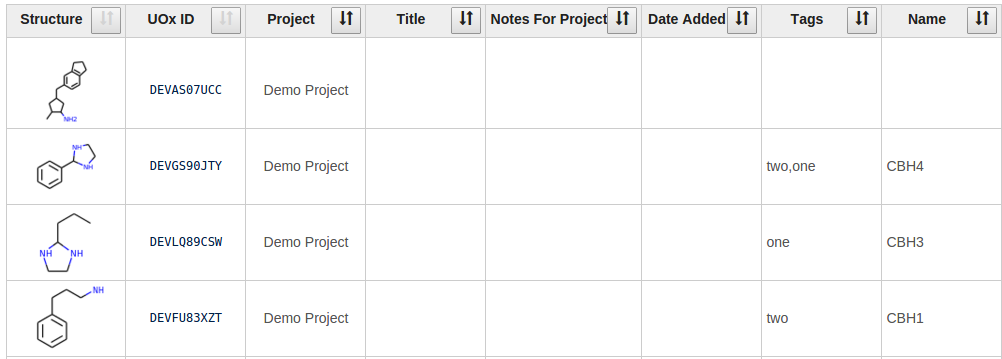 Structure UOx ID Project Title Notes For Project Date Added Tags Name
NH2 DEVAS07UCC Demo Project
NH NH DEVGS90JTY Demo Project two,one CBH4
NH NH DEVLQ89CSW Demo Project one CBH3
NH DEVFU83XZT Demo Project two CBH1